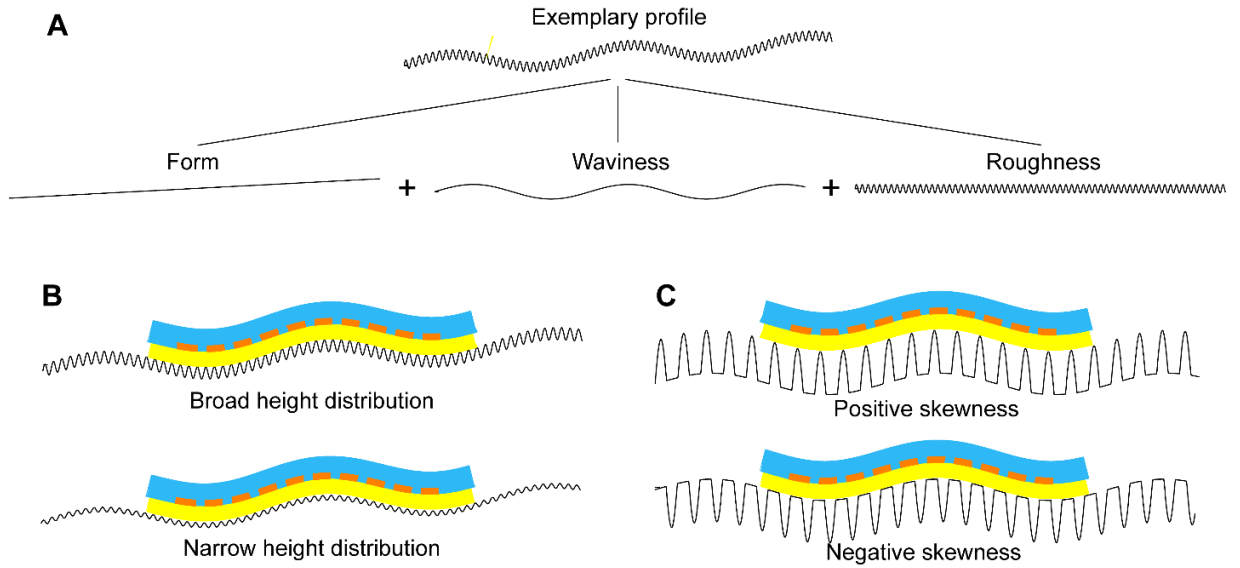 A
Exemplary profile
Form
Waviness
Roughness
+
+
B
C
Broad height distribution
Positive skewness
Narrow height distribution
Negative skewness